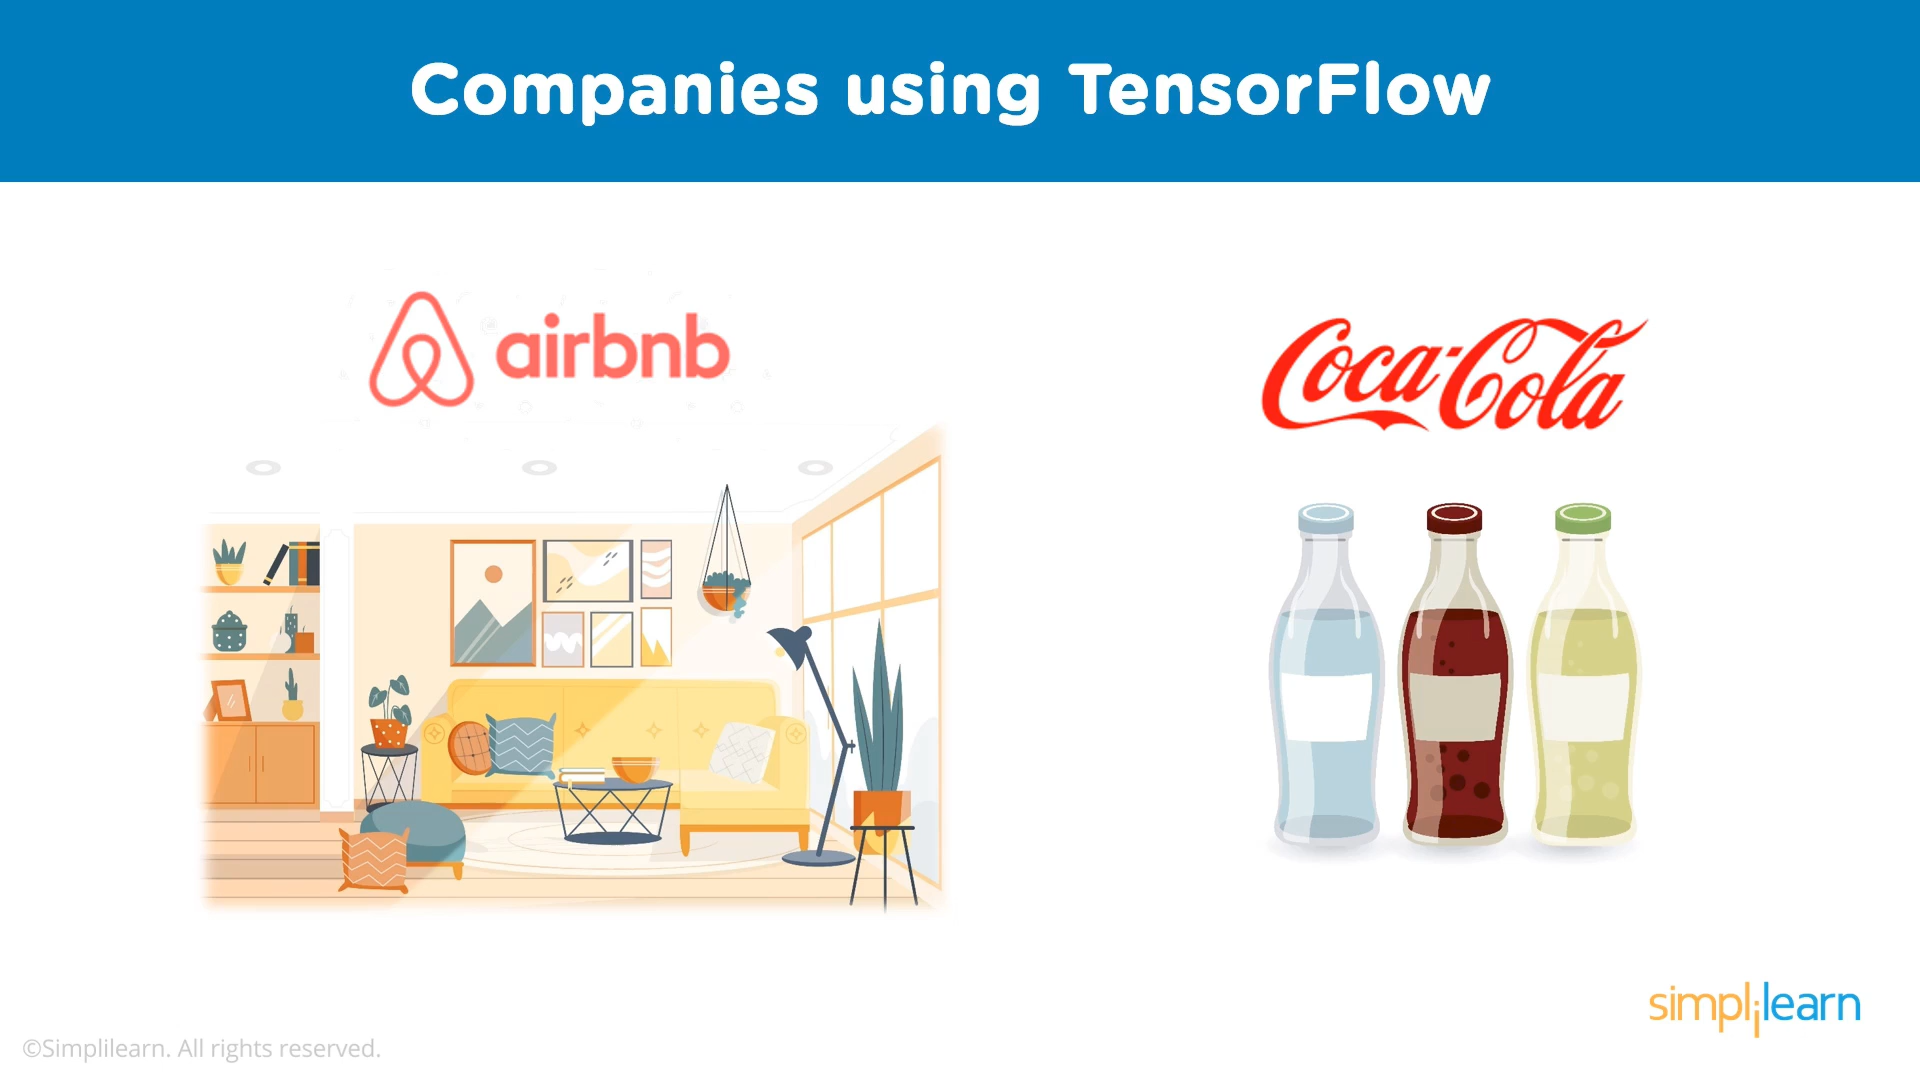 Companies using TensorFlow
airbnb
Coca-Cola
simplilearn
©Simplilearn. All rights reserved.